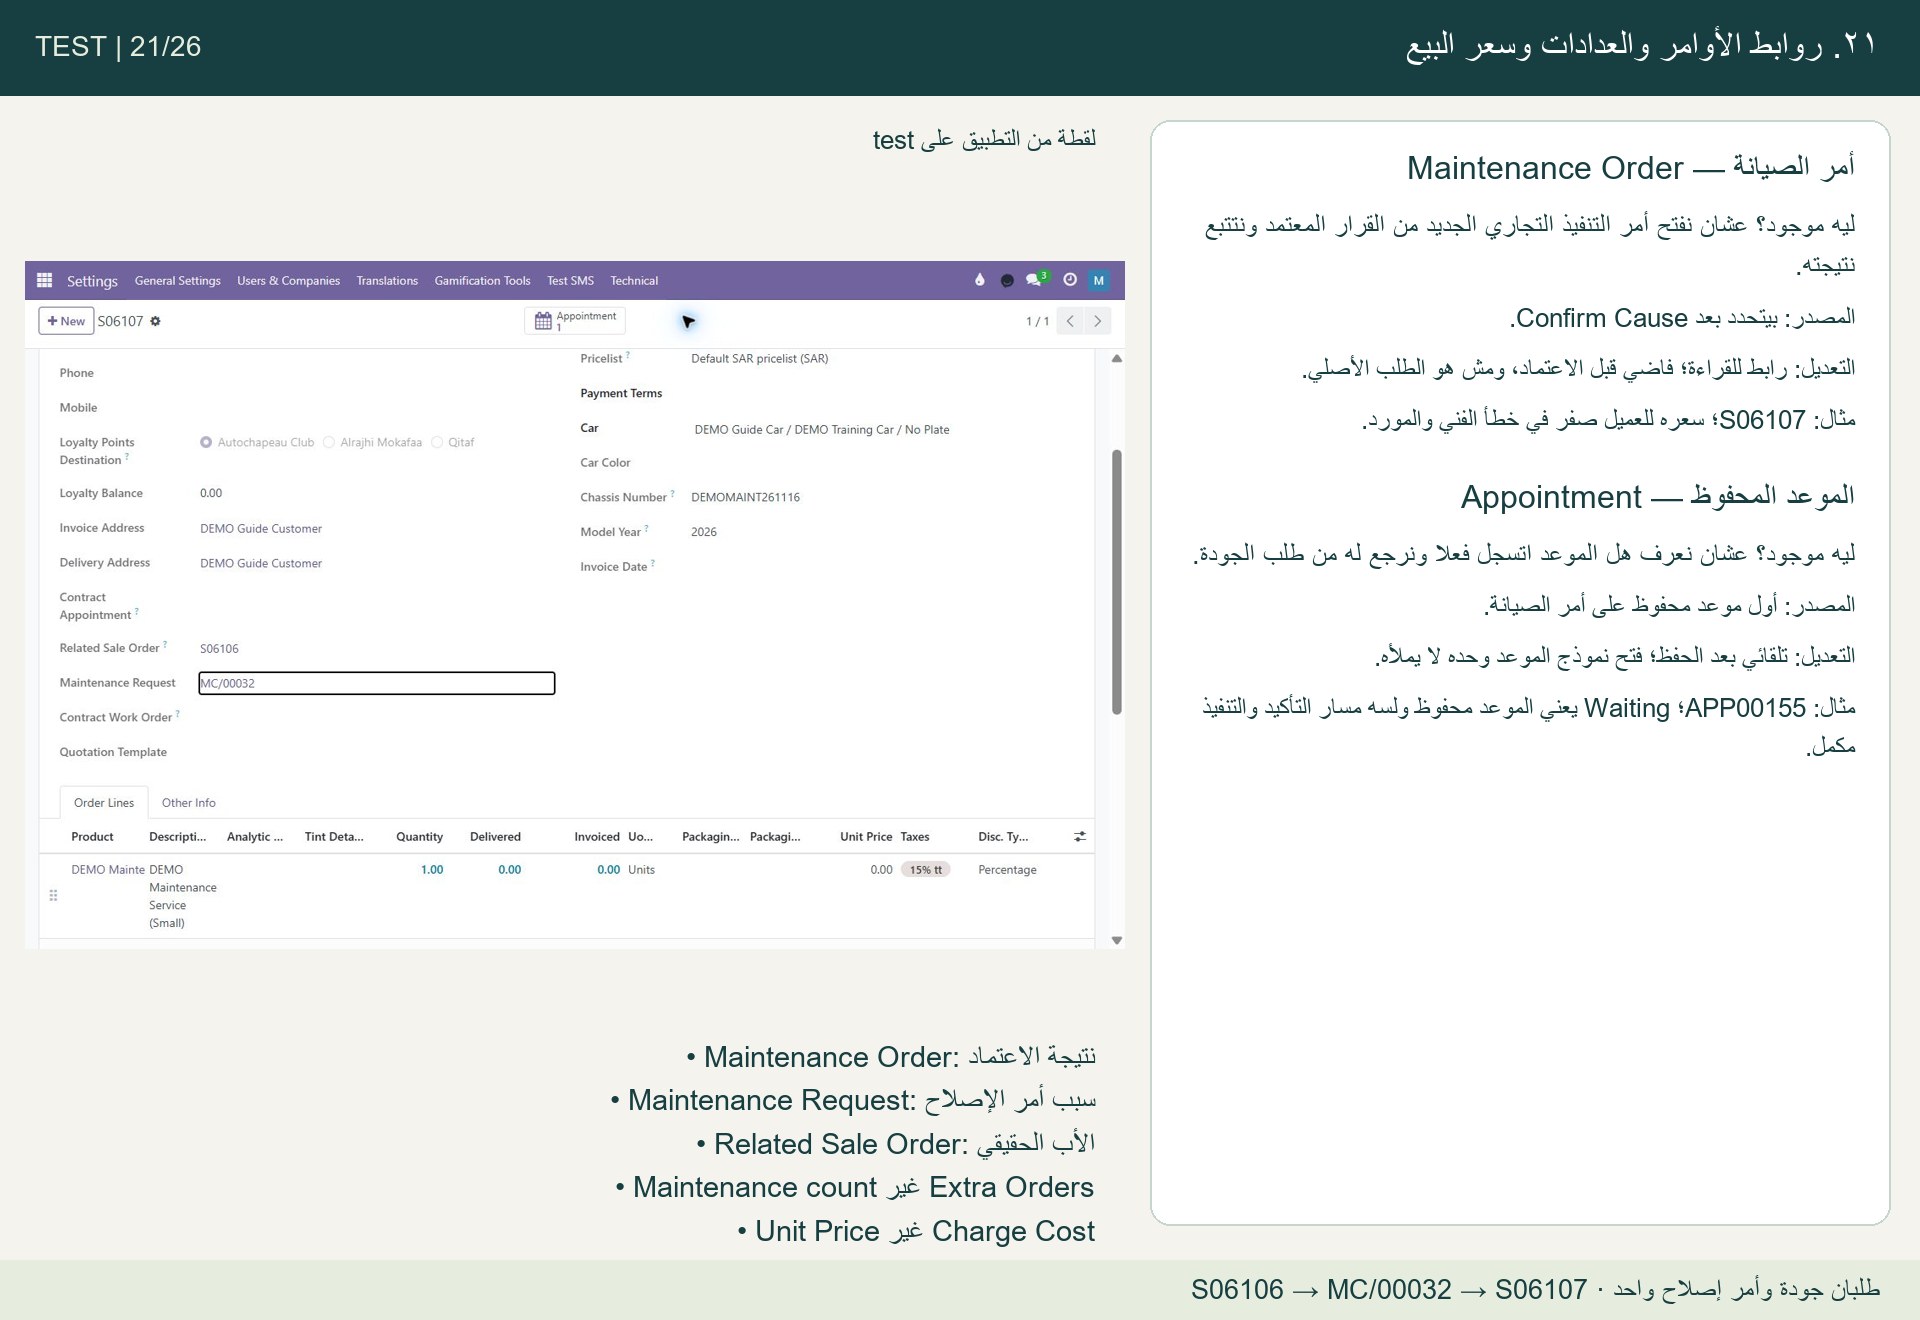 ٢١. روابط الأوامر والعدادات وسعر البيع
TEST | 21/26
أمر الصيانة — Maintenance Order
ليه موجود؟ عشان نفتح أمر التنفيذ التجاري الجديد من القرار المعتمد ونتتبع
نتيجته.
المصدر: بيتحدد بعد Confirm Cause.
التعديل: رابط للقراءة؛ فاضي قبل الاعتماد، ومش هو الطلب الأصلي.
مثال: S06107؛ سعره للعميل صفر في خطأ الفني والمورد.
الموعد المحفوظ — Appointment
ليه موجود؟ عشان نعرف هل الموعد اتسجل فعلا ونرجع له من طلب الجودة.
المصدر: أول موعد محفوظ على أمر الصيانة.
التعديل: تلقائي بعد الحفظ؛ فتح نموذج الموعد وحده لا يملأه.
مثال: APP00155؛ Waiting يعني الموعد محفوظ ولسه مسار التأكيد والتنفيذ
مكمل.
لقطة من التطبيق على test
Settings General Settings Users & Companies Translations Gamification Tools Test SMS Technical 3 M
+ New S06107 Appointment 1 1 / 1
Pricelist ? Default SAR pricelist (SAR)
Phone
Payment Terms
Mobile
Car DEMO Guide Car / DEMO Training Car / No Plate
Loyalty Points Destination ? Autochapeau Club Alrajhi Mokafaa Qitaf
Car Color
Loyalty Balance 0.00
Chassis Number ? DEMOMAINT261116
Invoice Address DEMO Guide Customer
Model Year ? 2026
Delivery Address DEMO Guide Customer
Invoice Date ?
Contract Appointment ?
Related Sale Order ? S06106
Maintenance Request MC/00032
Contract Work Order ?
Quotation Template
Order Lines Other Info
Product Descripti... Analytic ... Tint Deta... Quantity Delivered Invoiced Uo... Packagin... Packagi... Unit Price Taxes Disc. Ty...
DEMO Mainte DEMO 1.00 0.00 0.00 Units 0.00 15% tt Percentage
Maintenance
Service
(Small)
نتيجة الاعتماد :Maintenance Order •
سبب أمر الإصلاح :Maintenance Request •
الأب الحقيقي :Related Sale Order •
Extra Orders غير Maintenance count •
Charge Cost غير Unit Price •
طلبان جودة وأمر إصلاح واحد · S06106 → MC/00032 → S06107